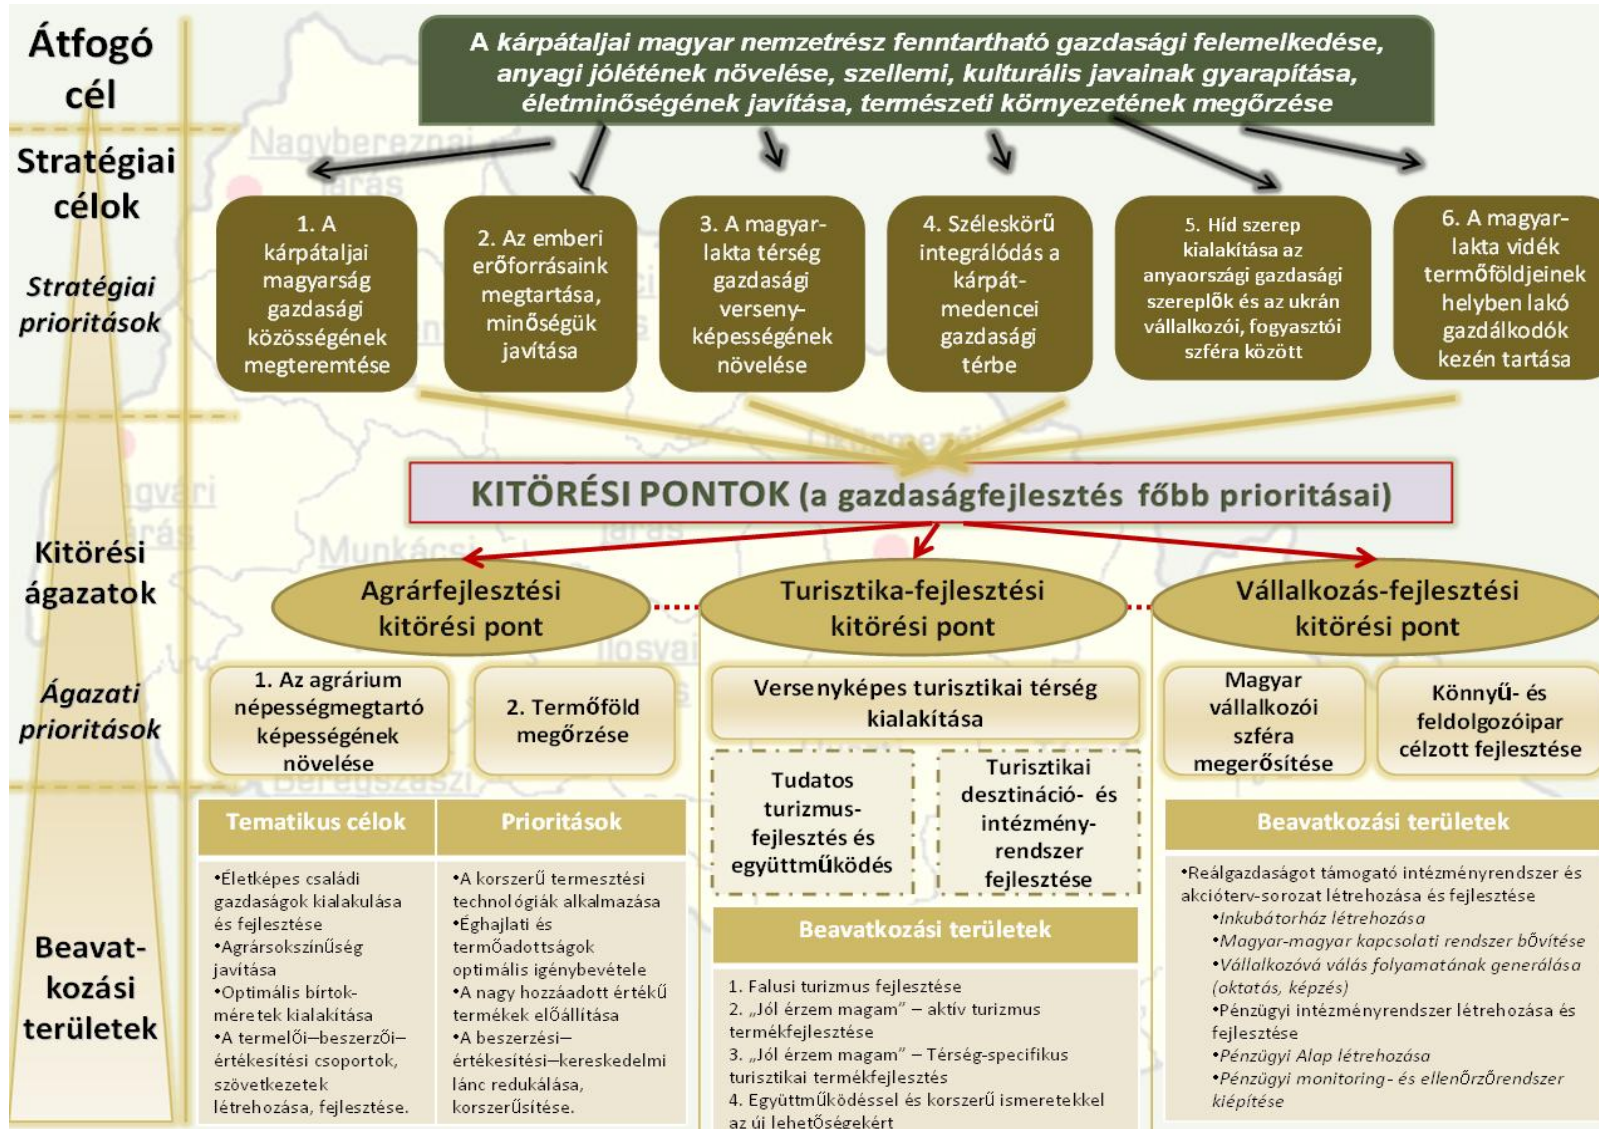 Átfogó
cél
A kárpátaljai magyar nemzetrész fenntartható gazdasági felemelkedése,
anyagi jólétének növelése, szellemi, kulturális javainak gyarapítása,
életminőségének javítása, természeti környezetének megőrzése
Stratégiai
célok
Stratégiai
prioritások
Nagybereznai
járás
1. A
kárpátaljai
magyarság
gazdasági
közösségének
megteremtése
2. Az emberi
erőforrásaink
megtartása,
minőségük
javítása
3. A magyar-
lakta térség
gazdasági
verseny-
képességének
növelése
4. Széleskörű
integrálódás a
kárpát-
medencei
gazdasági
térbe
5. Híd szerep
kialakítása az
anyaországi gazdasági
szereplők és az ukrán
vállalkozói, fogyasztói
szféra között
6. A magyar-
lakta vidék
termőföldjeinek
helyben lakó
gazdálkodók
kezén tartása
KITÖRÉSI PONTOK (a gazdaságfejlesztés főbb prioritásai)
Munkácsi
járás
Kitörési
ágazatok
Agrárfejlesztési
kitörési pont
Turisztika-fejlesztési
kitörési pont
Vállalkozás-fejlesztési
kitörési pont
Ilosvai
Ágazati
prioritások
1. Az agrárium
népességmegtartó
képességének
növelése
2. Termőföld
megőrzése
Versenyképes turisztikai térség
kialakítása
Magyar
vállalkozói
szféra
megerősítése
Könnyű- és
feldolgozóipar
célzott fejlesztése
Beregszászi
Tudatos
turizmus-
fejlesztés és
együttműködés
Turisztikai
desztináció- és
intézmény-
rendszer
fejlesztése
Beavat-
kozási
területek
Tematikus célok
•Életképes családi
gazdaságok kialakulása
és fejlesztése
•Agrársokszínűség
javítása
•Optimális bírtok-
méretek kialakítása
•A termelői–beszerzői–
értékesítési csoportok,
szövetkezetek
létrehozása, fejlesztése.
Prioritások
•A korszerű termesztési
technológiák alkalmazása
•Éghajlati és
termőadottságok
optimális igénybevétele
•A nagy hozzáadott értékű
termékek előállítása
•A beszerzési–
értékesítési–kereskedelmi
lánc redukálása,
korszerűsítése.
Beavatkozási területek
1. Falusi turizmus fejlesztése
2. „Jól érzem magam” – aktív turizmus
termékfejlesztése
3. „Jól érzem magam” – Térség-specifikus
turisztikai termékfejlesztés
4. Együttműködéssel és korszerű ismeretekkel
az új lehetőségekért
Beavatkozási területek
•Reálgazdaságot támogató intézményrendszer és
akcióterv-sorozat létrehozása és fejlesztése
•Inkubátorház létrehozása
•Magyar-magyar kapcsolati rendszer bővítése
•Vállalkozóvá válás folyamatának generálása
(oktatás, képzés)
•Pénzügyi intézményrendszer létrehozása és
fejlesztése
•Pénzügyi Alap létrehozása
•Pénzügyi monitoring- és ellenőrzőrendszer
kiépítése